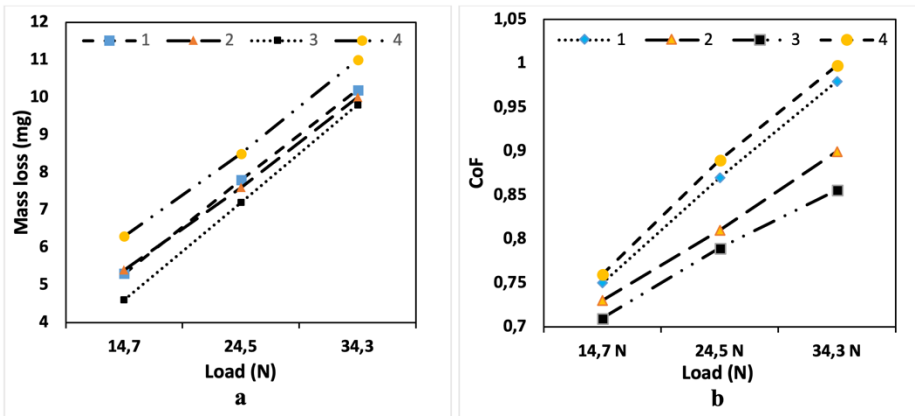 12
11
10
9
8
7
6
5
4
Mass loss (mg)
1 2 3 4
14,7 24,5 34,3
Load (N)
a
1,05
1
0,95
0,9
0,85
0,8
0,75
0,7
CoF
1 2 3 4
14,7 N 24,5 N 34,3 N
Load (N)
b